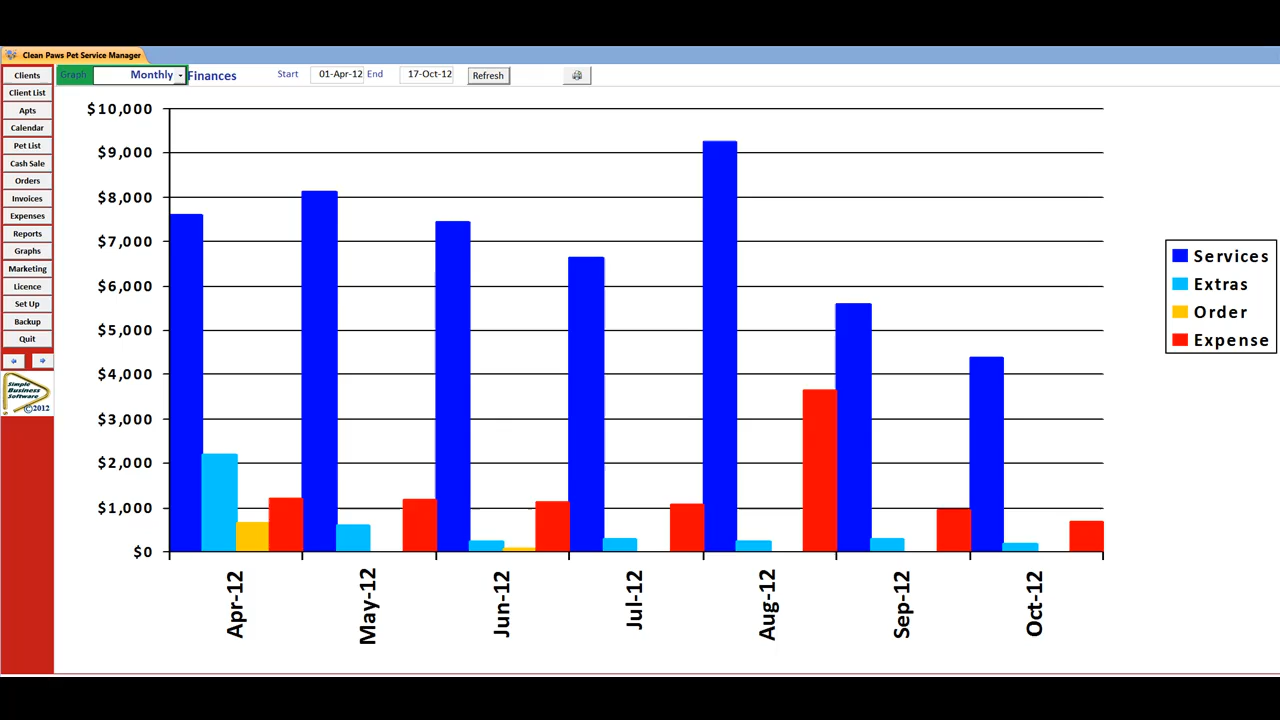 Clean Paws Pet Service Manager
Graph Monthly Finances Start 01-Apr-12 End 17-Oct-12 Refresh
Clients
Client List
Apts
Calendar
Pet List
Cash Sale
Orders
Invoices
Expenses
Reports
Graphs
Marketing
Licence
Set Up
Backup
Quit
Simple
Business
Software
©2012
$10,000
$9,000
$8,000
$7,000
$6,000
$5,000
$4,000
$3,000
$2,000
$1,000
$0
Apr-12
May-12
Jun-12
Jul-12
Aug-12
Sep-12
Oct-12
Services
Extras
Order
Expense